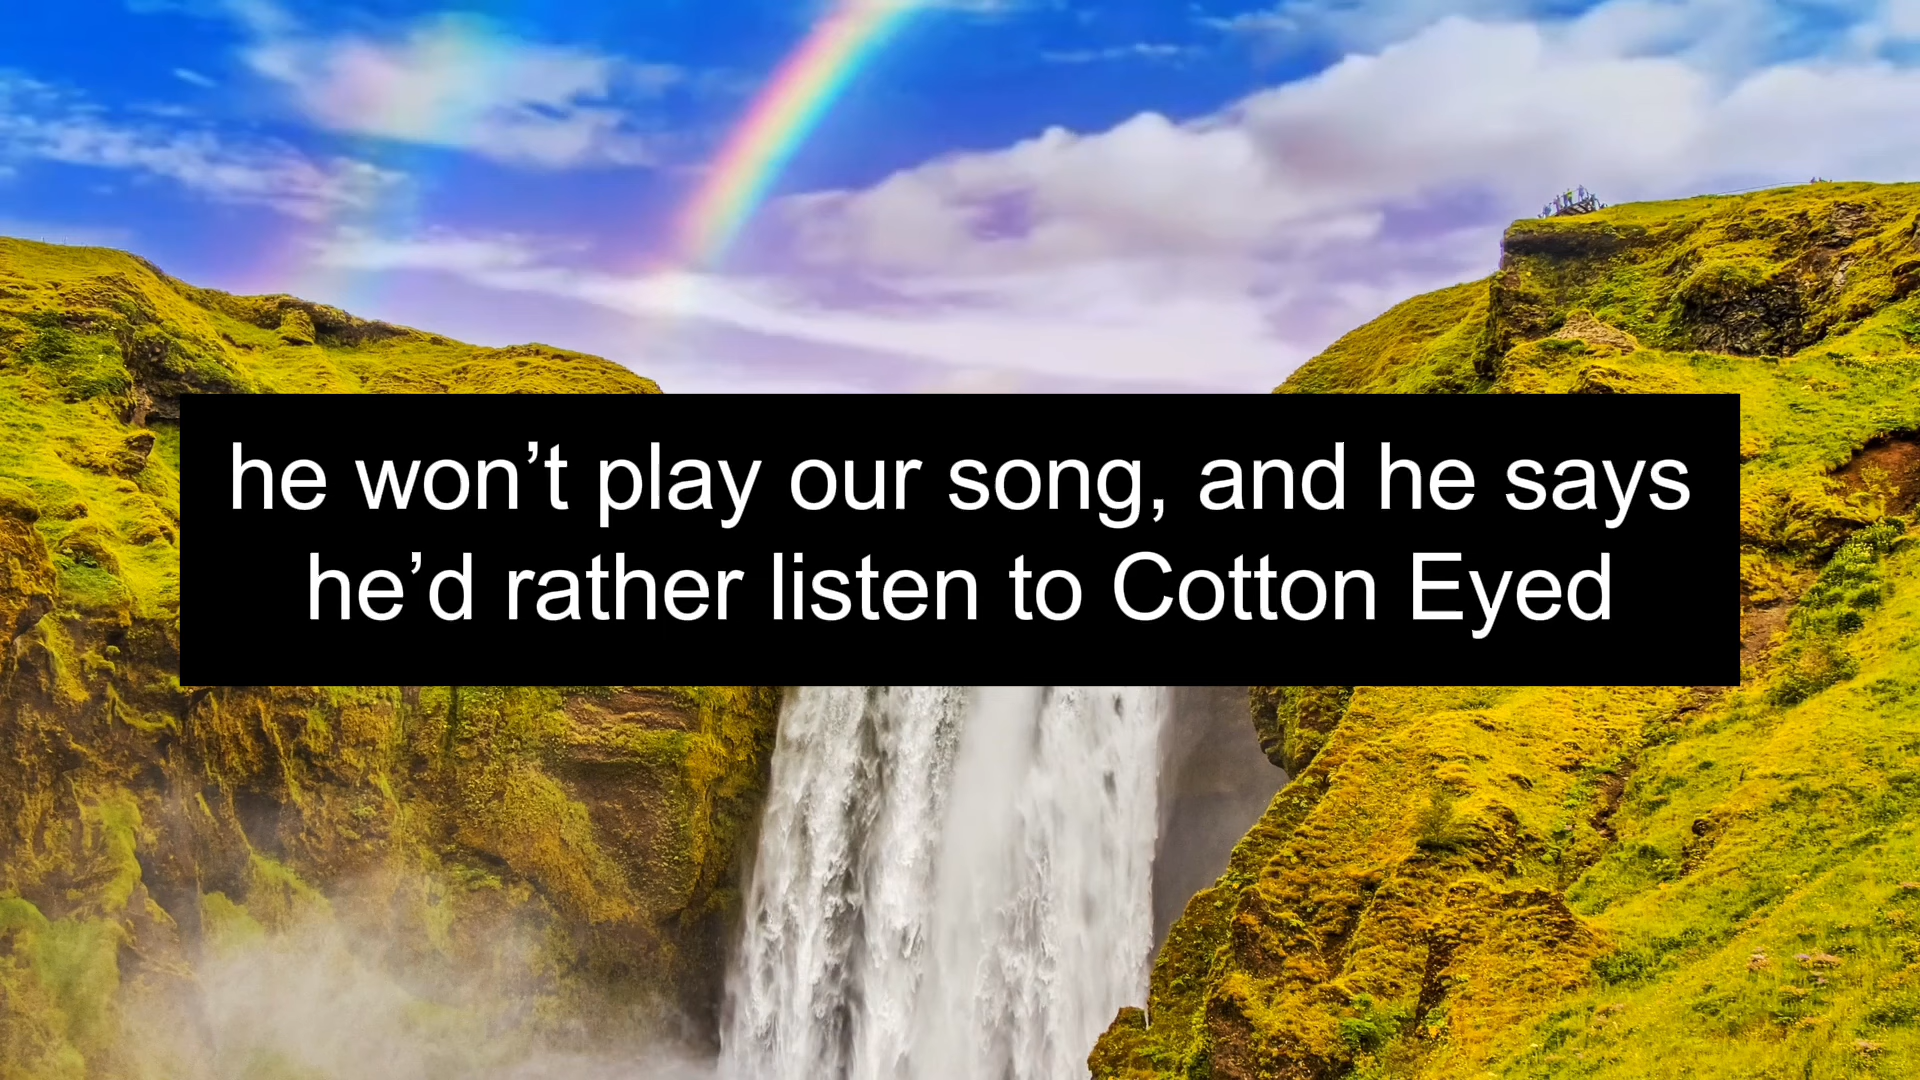 he won’t play our song, and he says
he’d rather listen to Cotton Eyed